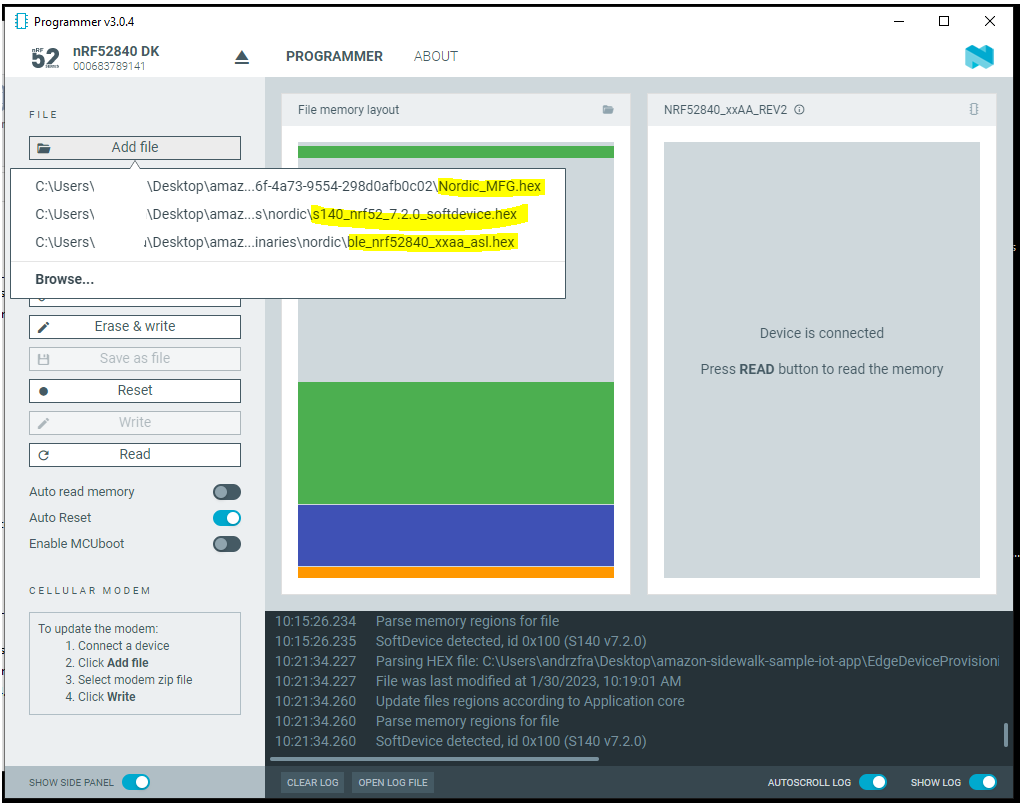 Programmer v3.0.4
nRF
52
SERIES
nRF52840 DK
000683789141
PROGRAMMER
ABOUT
FILE
Add file
C:\Users\ \Desktop\amaz...6f-4a73-9554-298d0afb0c02\Nordic_MFG.hex
C:\Users\ \Desktop\amaz...s\nordic\s140_nrf52_7.2.0_softdevice.hex
C:\Users\ \Desktop\amaz...inaries\nordic\ble_nrf52840_xxaa_asl.hex
Browse...
Erase & write
Save as file
Reset
Write
Read
Auto read memory
Auto Reset
Enable MCUboot
CELLULAR MODEM
To update the modem:
1. Connect a device
2. Click Add file
3. Select modem zip file
4. Click Write
SHOW SIDE PANEL
File memory layout
NRF52840_xxAA_REV2
Device is connected
Press READ button to read the memory
10:15:26.234 Parse memory regions for file
10:15:26.235 SoftDevice detected, id 0x100 (S140 v7.2.0)
10:21:34.227 Parsing HEX file: C:\Users\andrzfra\Desktop\amazon-sidewalk-sample-iot-app\EdgeDeviceProvisioni
10:21:34.227 File was last modified at 1/30/2023, 10:19:01 AM
10:21:34.260 Update files regions according to Application core
10:21:34.260 Parse memory regions for file
10:21:34.260 SoftDevice detected, id 0x100 (S140 v7.2.0)
CLEAR LOG
OPEN LOG FILE
AUTOSCROLL LOG
SHOW LOG